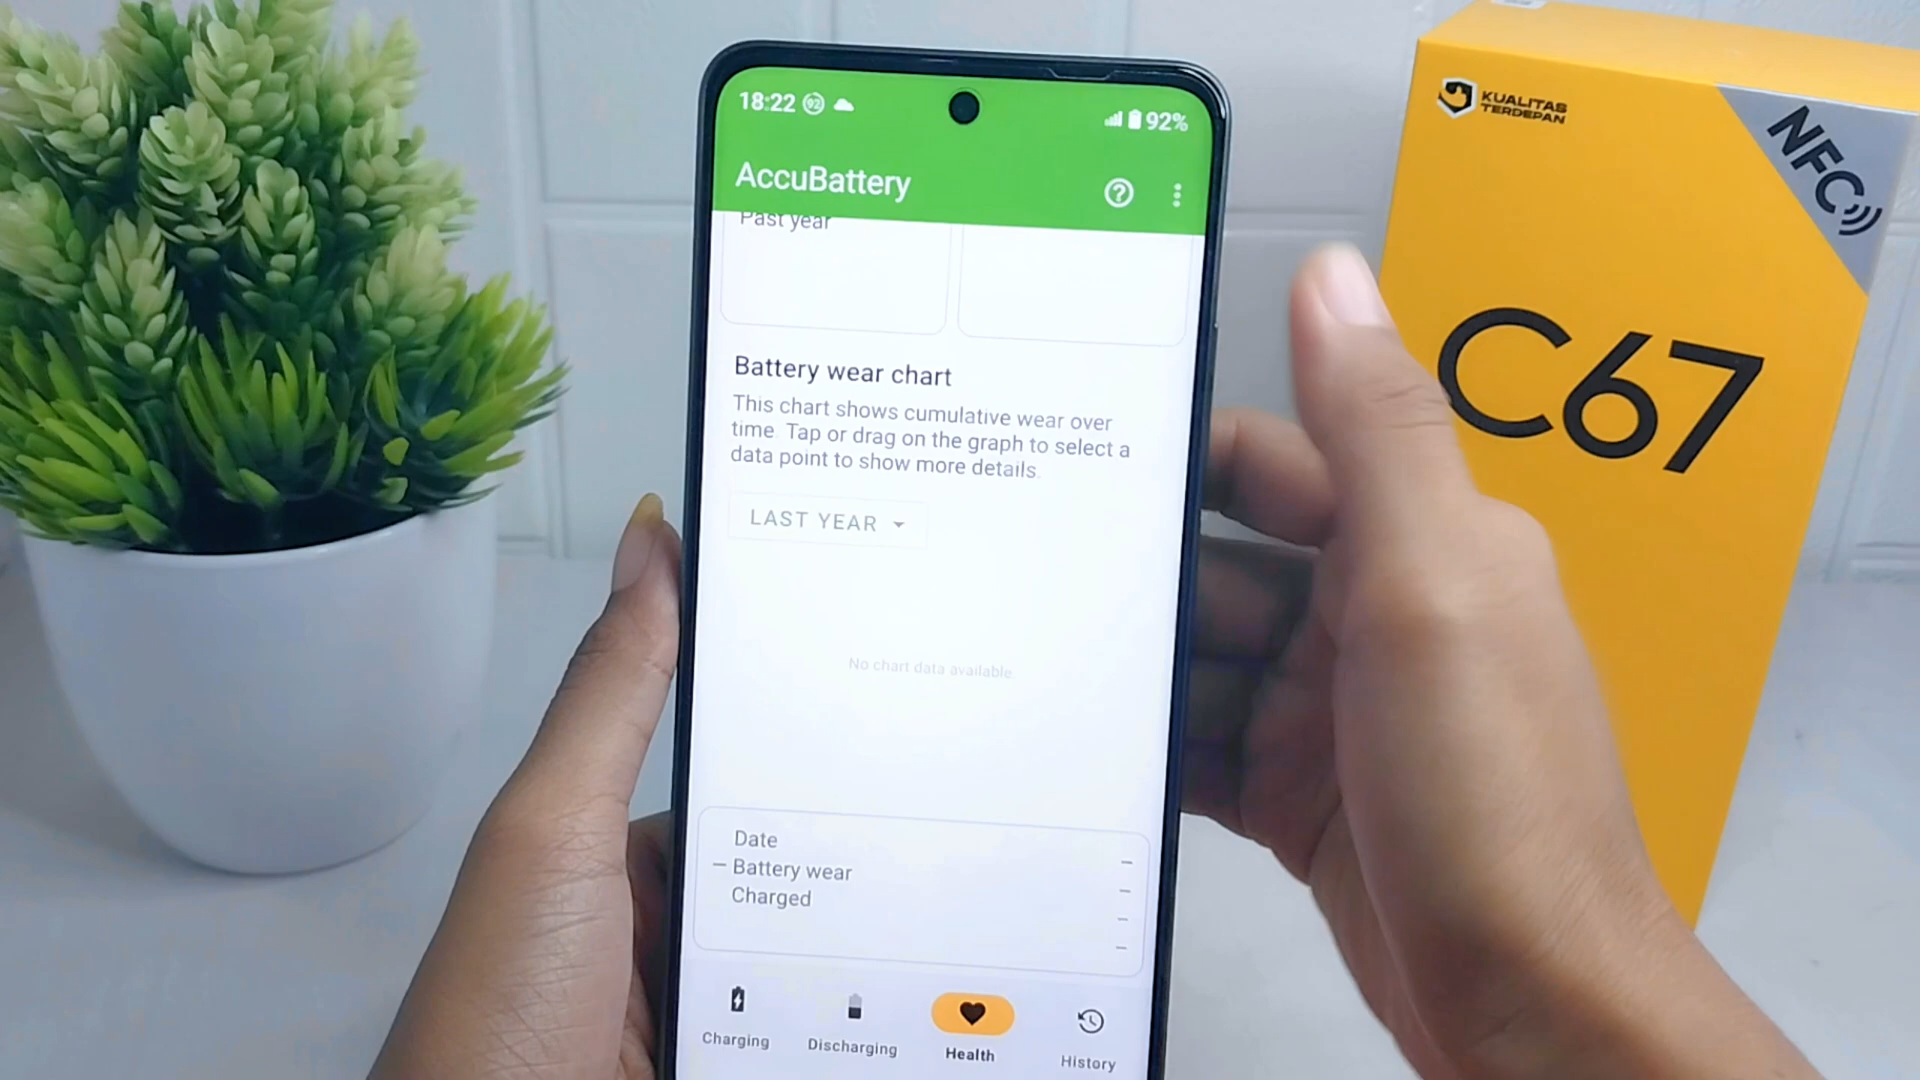 18:22 92
92%
AccuBattery
Past year
Battery wear chart
This chart shows cumulative wear over
time. Tap or drag on the graph to select a
data point to show more details.
LAST YEAR
No chart data available.
Date –
– Battery wear –
Charged –
–
Charging
Discharging
Health
History
KUALITAS
TERDEPAN
NFC
C67